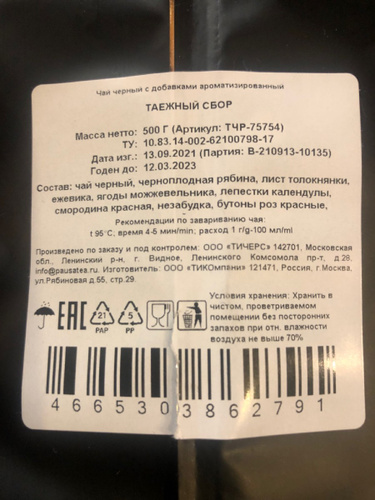 Чай черный с добавками ароматизированный
ТАЕЖНЫЙ СБОР
Масса нетто: 500 Г (Артикул: ТЧР-75754)
ТУ: 10.83.14-002-62100798-17
Дата изг.: 13.09.2021 (Партия: В-210913-10135)
Годен до: 12.03.2023
Состав: чай черный, черноплодная рябина, лист толокнянки,
ежевика, ягоды можжевельника, лепестки календулы,
смородина красная, незабудка, бутоны роз красные,
Рекомендации по завариванию чая:
t 95˚С; время 4-5 мин/min; расход 1 г/g-100 мл/ml
Произведено по заказу и под контролем: ООО «ТИЧЕРС» 142701, Московская
обл., Ленинский р-н, г. Видное, Ленинского Комсомола пр-т, д.29.
info@pausatea.ru. Изготовитель: ООО «ТИКОмпани» 121471, Россия, г.Москва,
ул.Рябиновая д.55, стр.29.
Условия хранения: Хранить в
чистом, проветриваемом
помещении без посторонних
запахов при отн. влажности
воздуха не выше 70%
EAC 21 5
PAP PP
4665303862791